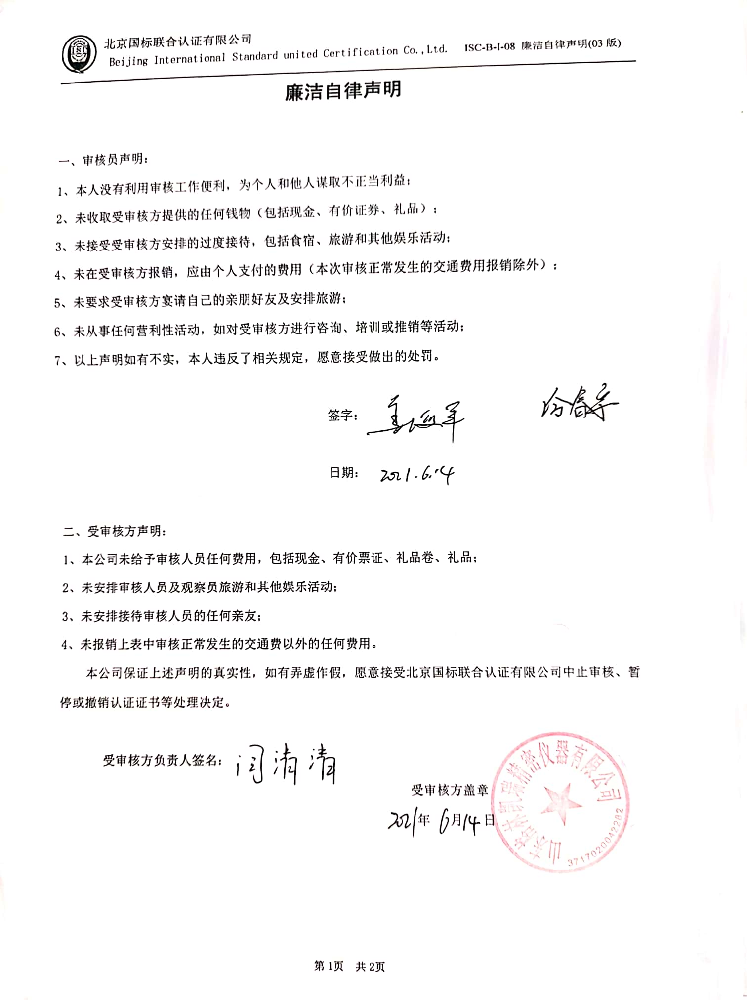 北京国标联合认证有限公司
Beijing International Standard united Certification Co.,Ltd. ISC-B-I-08 廉洁自律声明(03 版)
廉洁自律声明
一、审核员声明：
1、本人没有利用审核工作便利，为个人和他人谋取不正当利益；
2、未收取受审核方提供的任何钱物（包括现金、有价证券、礼品）；
3、未接受受审核方安排的过度接待，包括食宿、旅游和其他娱乐活动；
4、未在受审核方报销，应由个人支付的费用（本次审核正常发生的交通费用报销除外）；
5、未要求受审核方宴请自己的亲朋好友及安排旅游；
6、未从事任何营利性活动，如对受审核方进行咨询、培训或推销等活动；
7、以上声明如有不实，本人违反了相关规定，愿意接受做出的处罚。
签字：
日期： 2021.6.14
二、受审核方声明：
1、本公司未给予审核人员任何费用，包括现金、有价票证、礼品卷、礼品；
2、未安排审核人员及观察员旅游和其他娱乐活动；
3、未安排接待审核人员的任何亲友；
4、未报销上表中审核正常发生的交通费以外的任何费用。
本公司保证上述声明的真实性，如有弄虚作假，愿意接受北京国标联合认证有限公司中止审核、暂
停或撤销认证证书等处理决定。
受审核方负责人签名： 闫清清
受审核方盖章
2021年 6月14日
精密仪器有限公司
3717020042282
第 1页 共 2页